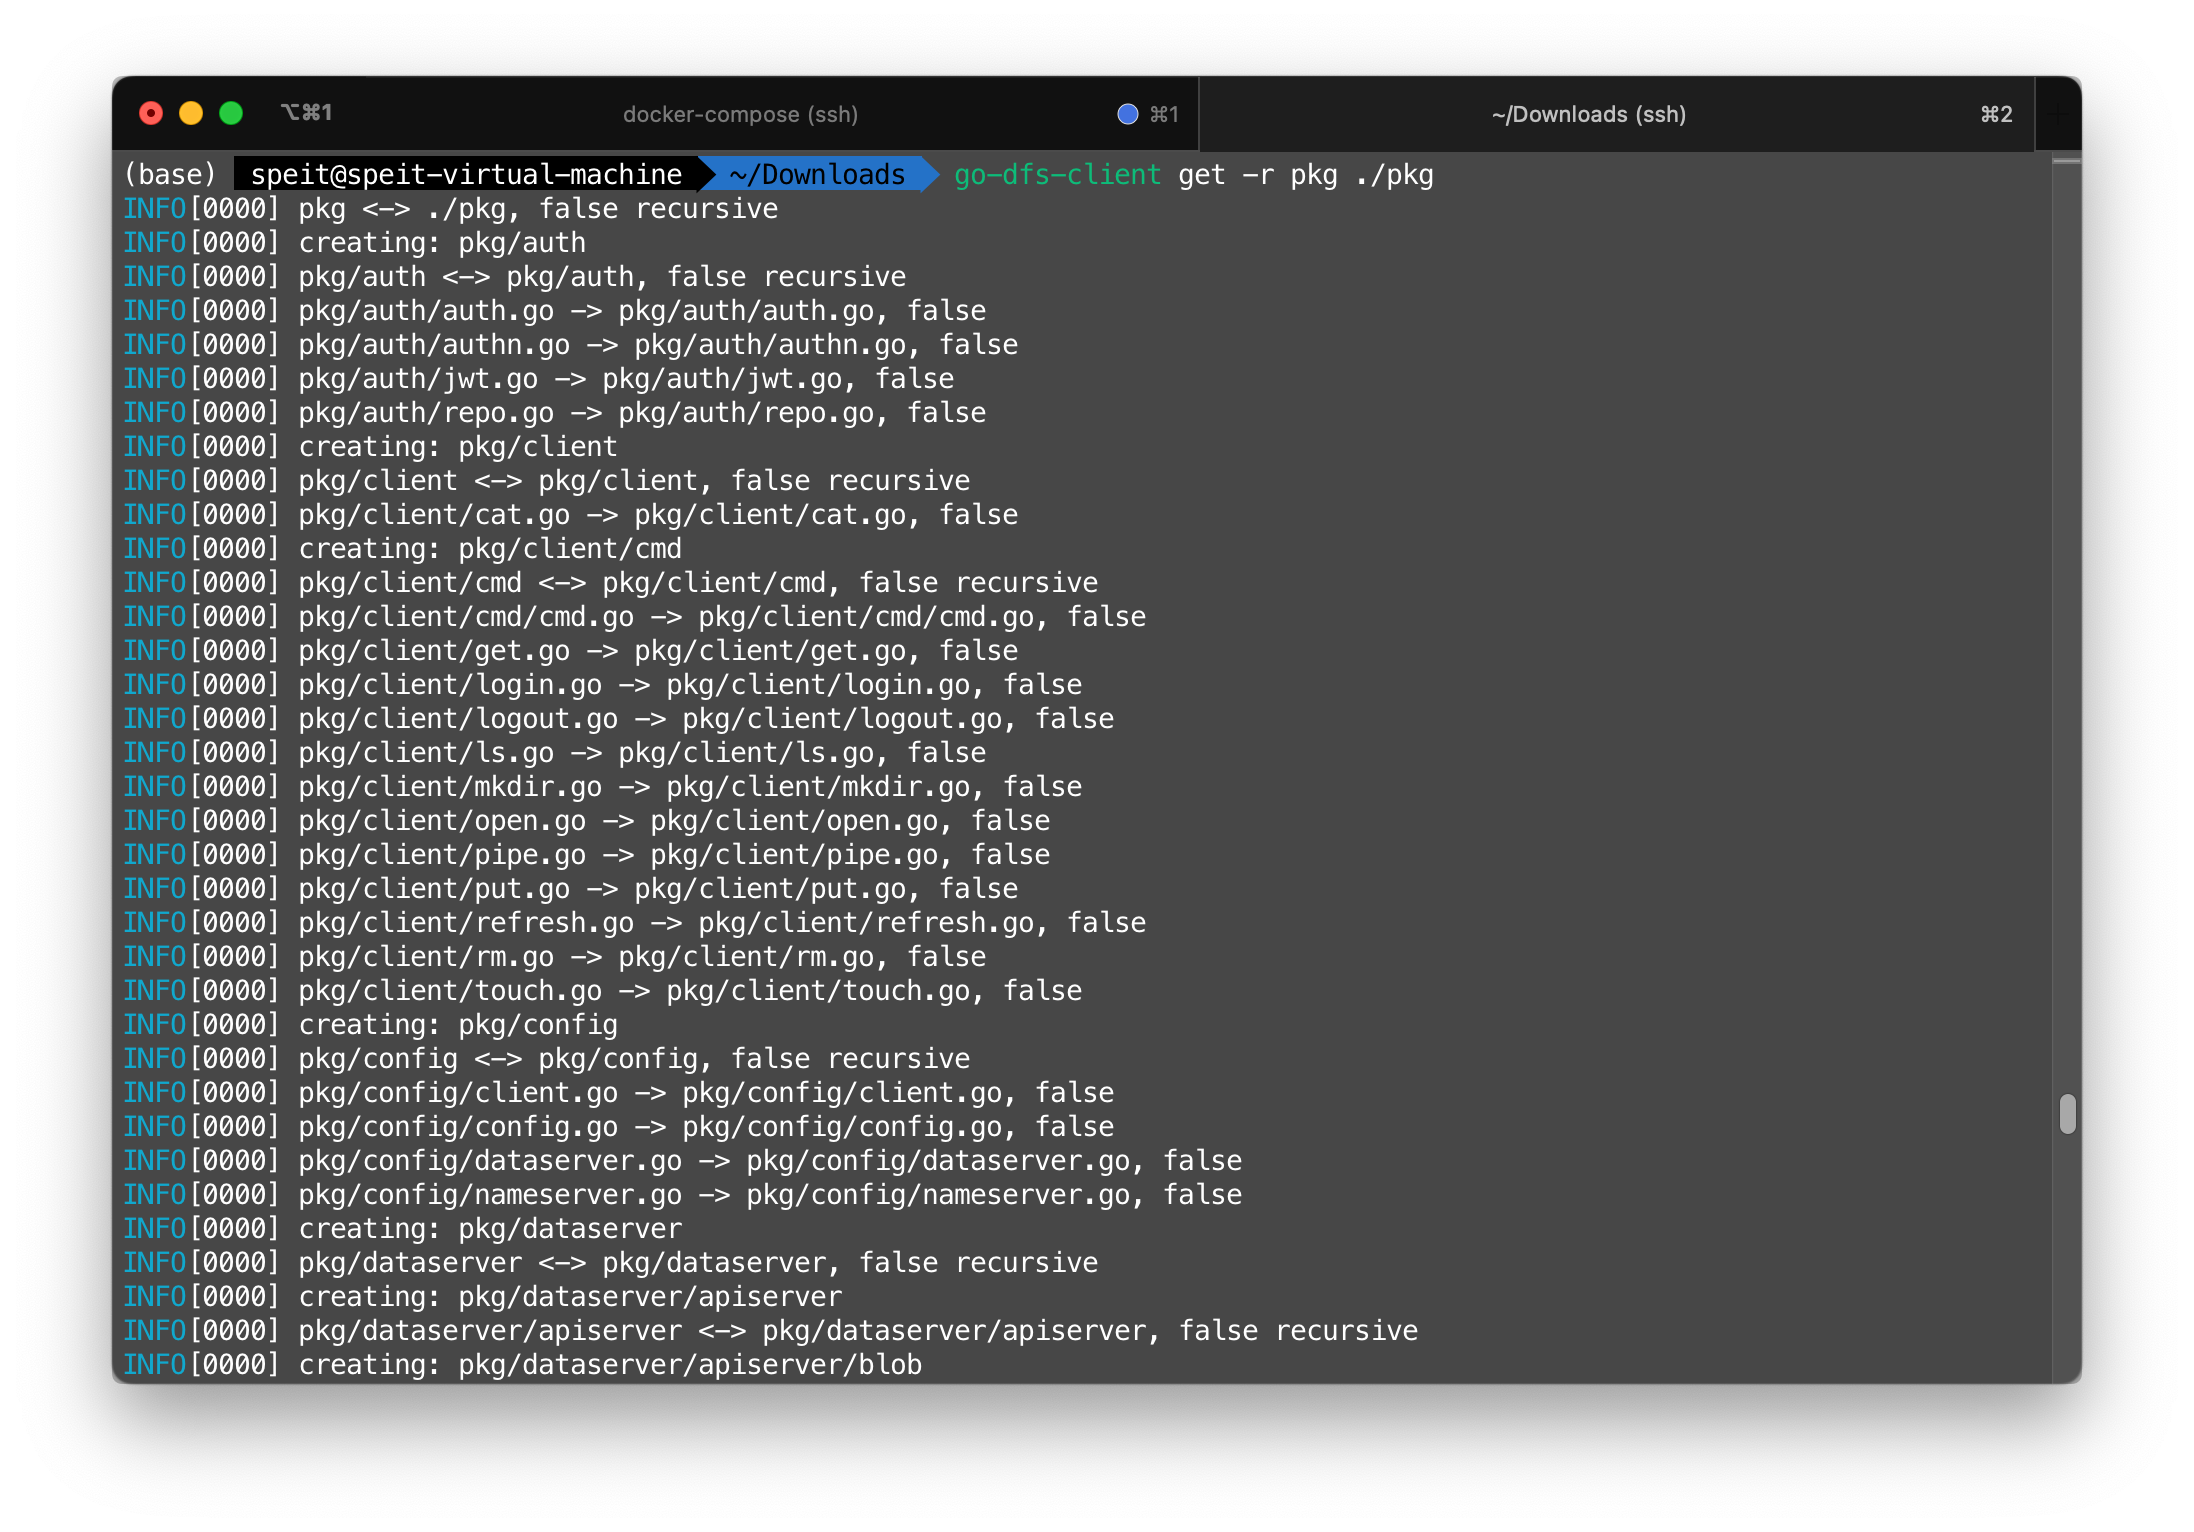 ⌥⌘1 docker-compose (ssh) ⌘1 ~/Downloads (ssh) ⌘2
(base) speit@speit-virtual-machine ~/Downloads go-dfs-client get -r pkg ./pkg
INFO[0000] pkg <-> ./pkg, false recursive
INFO[0000] creating: pkg/auth
INFO[0000] pkg/auth <-> pkg/auth, false recursive
INFO[0000] pkg/auth/auth.go -> pkg/auth/auth.go, false
INFO[0000] pkg/auth/authn.go -> pkg/auth/authn.go, false
INFO[0000] pkg/auth/jwt.go -> pkg/auth/jwt.go, false
INFO[0000] pkg/auth/repo.go -> pkg/auth/repo.go, false
INFO[0000] creating: pkg/client
INFO[0000] pkg/client <-> pkg/client, false recursive
INFO[0000] pkg/client/cat.go -> pkg/client/cat.go, false
INFO[0000] creating: pkg/client/cmd
INFO[0000] pkg/client/cmd <-> pkg/client/cmd, false recursive
INFO[0000] pkg/client/cmd/cmd.go -> pkg/client/cmd/cmd.go, false
INFO[0000] pkg/client/get.go -> pkg/client/get.go, false
INFO[0000] pkg/client/login.go -> pkg/client/login.go, false
INFO[0000] pkg/client/logout.go -> pkg/client/logout.go, false
INFO[0000] pkg/client/ls.go -> pkg/client/ls.go, false
INFO[0000] pkg/client/mkdir.go -> pkg/client/mkdir.go, false
INFO[0000] pkg/client/open.go -> pkg/client/open.go, false
INFO[0000] pkg/client/pipe.go -> pkg/client/pipe.go, false
INFO[0000] pkg/client/put.go -> pkg/client/put.go, false
INFO[0000] pkg/client/refresh.go -> pkg/client/refresh.go, false
INFO[0000] pkg/client/rm.go -> pkg/client/rm.go, false
INFO[0000] pkg/client/touch.go -> pkg/client/touch.go, false
INFO[0000] creating: pkg/config
INFO[0000] pkg/config <-> pkg/config, false recursive
INFO[0000] pkg/config/client.go -> pkg/config/client.go, false
INFO[0000] pkg/config/config.go -> pkg/config/config.go, false
INFO[0000] pkg/config/dataserver.go -> pkg/config/dataserver.go, false
INFO[0000] pkg/config/nameserver.go -> pkg/config/nameserver.go, false
INFO[0000] creating: pkg/dataserver
INFO[0000] pkg/dataserver <-> pkg/dataserver, false recursive
INFO[0000] creating: pkg/dataserver/apiserver
INFO[0000] pkg/dataserver/apiserver <-> pkg/dataserver/apiserver, false recursive
INFO[0000] creating: pkg/dataserver/apiserver/blob